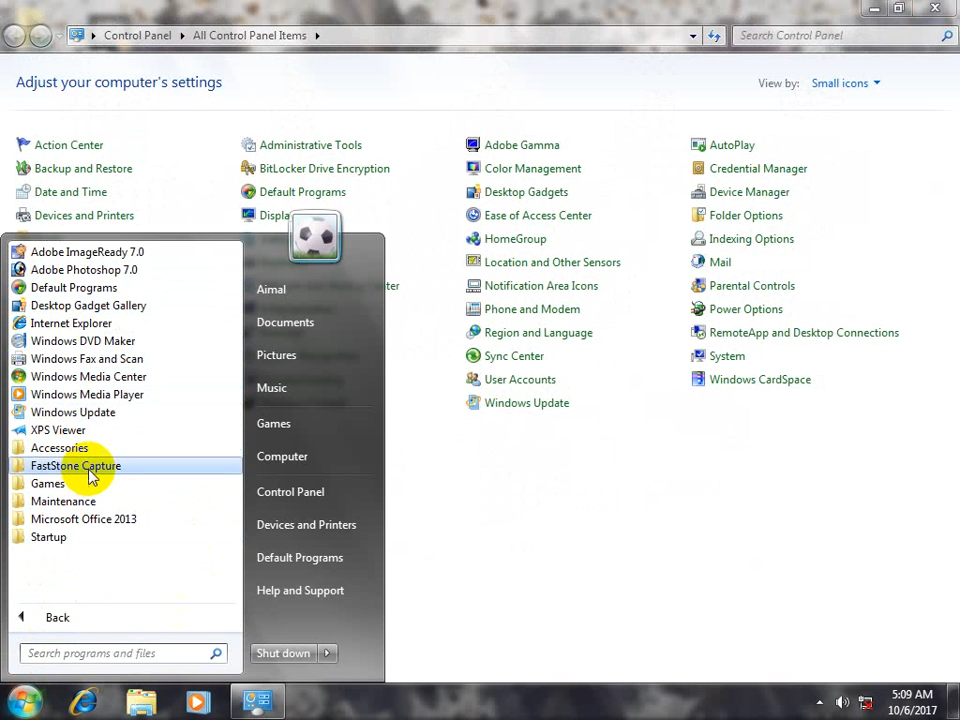 Control Panel All Control Panel Items
Search Control Panel
Adjust your computer's settings
View by: Small icons
Action Center
Administrative Tools
Adobe Gamma
AutoPlay
Backup and Restore
BitLocker Drive Encryption
Color Management
Credential Manager
Date and Time
Default Programs
Desktop Gadgets
Device Manager
Devices and Printers
Displa
Ease of Access Center
Folder Options
HomeGroup
Indexing Options
Location and Other Sensors
Mail
Notification Area Icons
Parental Controls
Phone and Modem
Power Options
Region and Language
RemoteApp and Desktop Connections
Sync Center
System
User Accounts
Windows CardSpace
Windows Update
Adobe ImageReady 7.0
Adobe Photoshop 7.0
Default Programs
Desktop Gadget Gallery
Internet Explorer
Windows DVD Maker
Windows Fax and Scan
Windows Media Center
Windows Media Player
Windows Update
XPS Viewer
Accessories
FastStone Capture
Games
Maintenance
Microsoft Office 2013
Startup
Back
Search programs and files
Aimal
Documents
Pictures
Music
Games
Computer
Control Panel
Devices and Printers
Default Programs
Help and Support
Shut down
5:09 AM
10/6/2017